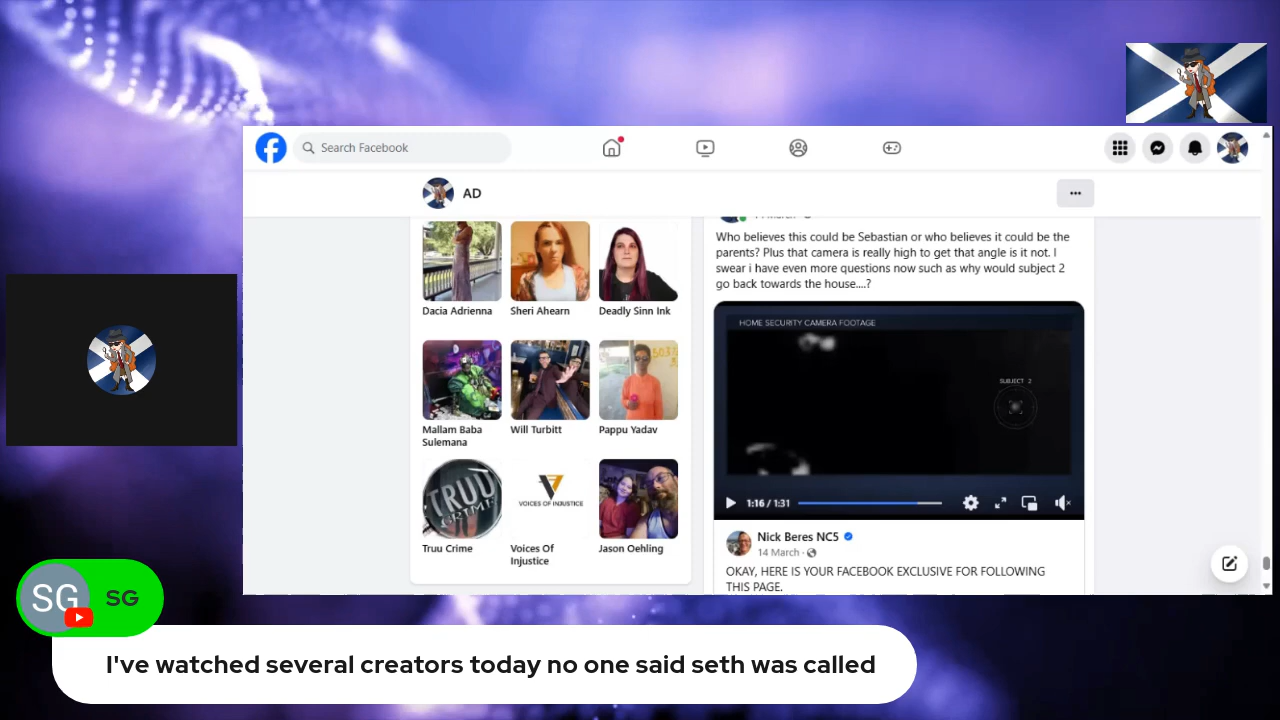 Search Facebook
AD
Dacia Adrienna
Sheri Ahearn
Deadly Sinn Ink
Mallam Baba
Sulemana
Will Turbitt
Pappu Yadav
TRUU
CRIME
VOICES OF INJUSTICE
Truu Crime
Voices Of
Injustice
Jason Oehling
Who believes this could be Sebastian or who believes it could be the
parents? Plus that camera is really high to get that angle is it not. I
swear i have even more questions now such as why would subject 2
go back towards the house....?
HOME SECURITY CAMERA FOOTAGE
SUBJECT 2
1:16 / 1:31
Nick Beres NC5
14 March
OKAY, HERE IS YOUR FACEBOOK EXCLUSIVE FOR FOLLOWING
THIS PAGE.
SG
SG
I've watched several creators today no one said seth was called